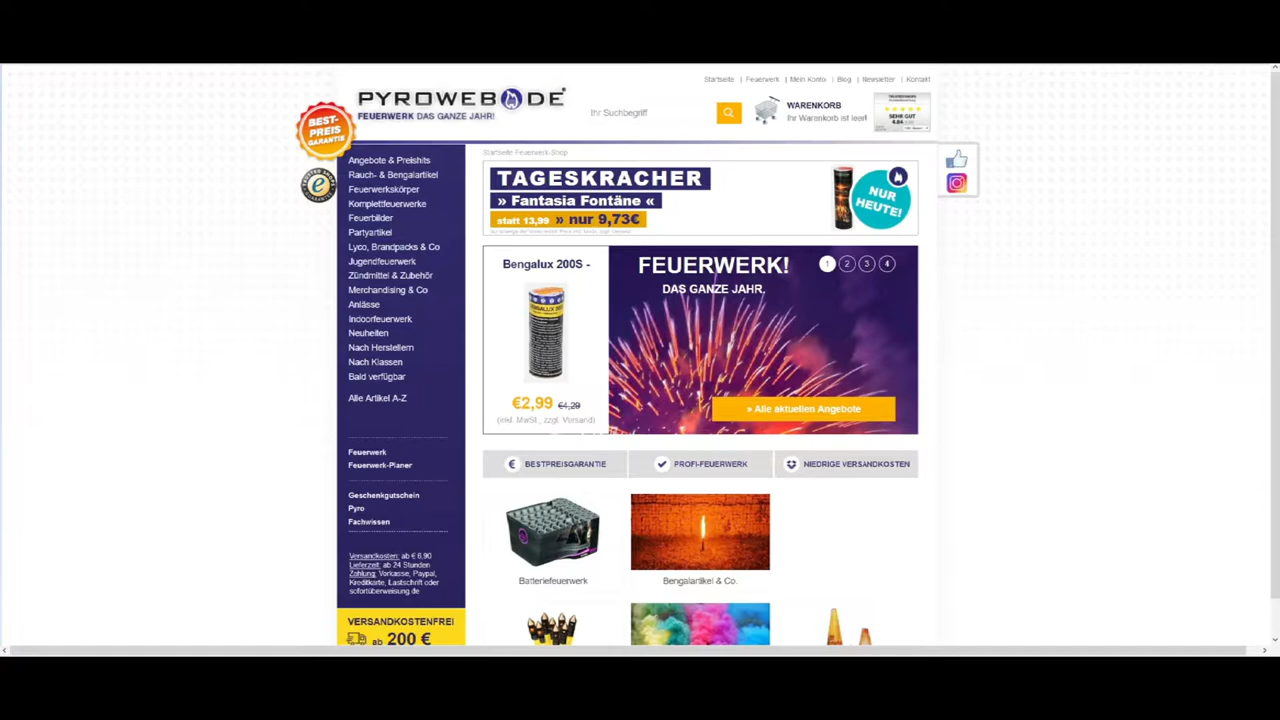 Startseite | Feuerwerk | Mein Konto | Blog | Newsletter | Kontakt
PYROWEB DE®
FEUERWERK DAS GANZE JAHR!
Ihr Suchbegriff
WARENKORB
Ihr Warenkorb ist leer!
SEHR GUT
4.84
BEST-
PREIS
GARANTIE
Angebote & Preishits
Rauch- & Bengalartikel
Feuerwerkskörper
Komplettfeuerwerke
Feuerbilder
Partyartikel
Lyco, Brandpacks & Co
Jugendfeuerwerk
Zündmittel & Zubehör
Merchandising & Co
Anlässe
Indoorfeuerwerk
Neuheiten
Nach Herstellern
Nach Klassen
Bald verfügbar
Alle Artikel A-Z
Feuerwerk
Feuerwerk-Planer
Geschenkgutschein
Pyro
Fachwissen
Versandkosten: ab € 6,90
Lieferzeit: ab 24 Stunden
Zahlung: Vorkasse, Paypal,
Kreditkarte, Lastschrift oder
sofortüberweisung.de
VERSANDKOSTENFREI
ab 200 €
Startseite Feuerwerk-Shop
TAGESKRACHER
» Fantasia Fontäne «
statt 13,99 » nur 9,73€
NUR
HEUTE!
Bengalux 200S -
€2,99 €4,29
(inkl. MwSt., zzgl. Versand)
FEUERWERK!
DAS GANZE JAHR.
1 2 3 4
» Alle aktuellen Angebote
€ BESTPREISGARANTIE
PROFI-FEUERWERK
NIEDRIGE VERSANDKOSTEN
Batteriefeuerwerk
Bengalartikel & Co.